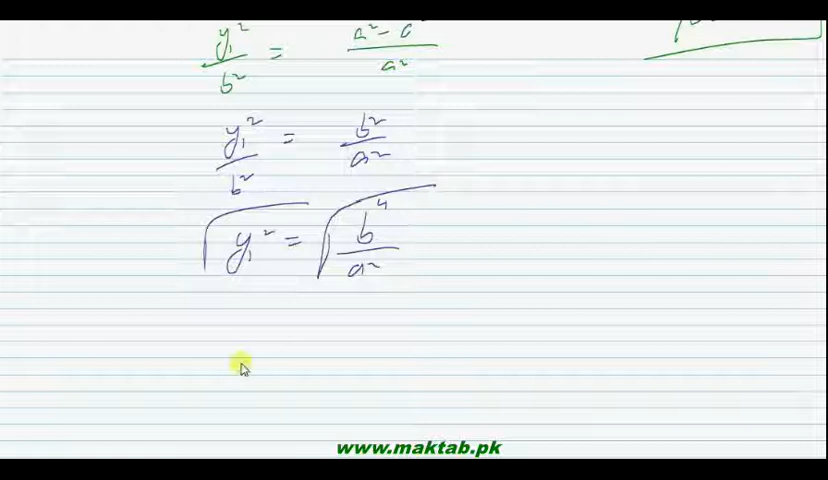 y₁²/b² = (a² - c²)/a²
y₁²/b² = b²/a²
√y₁² = √(b⁴/a²)
www.maktab.pk